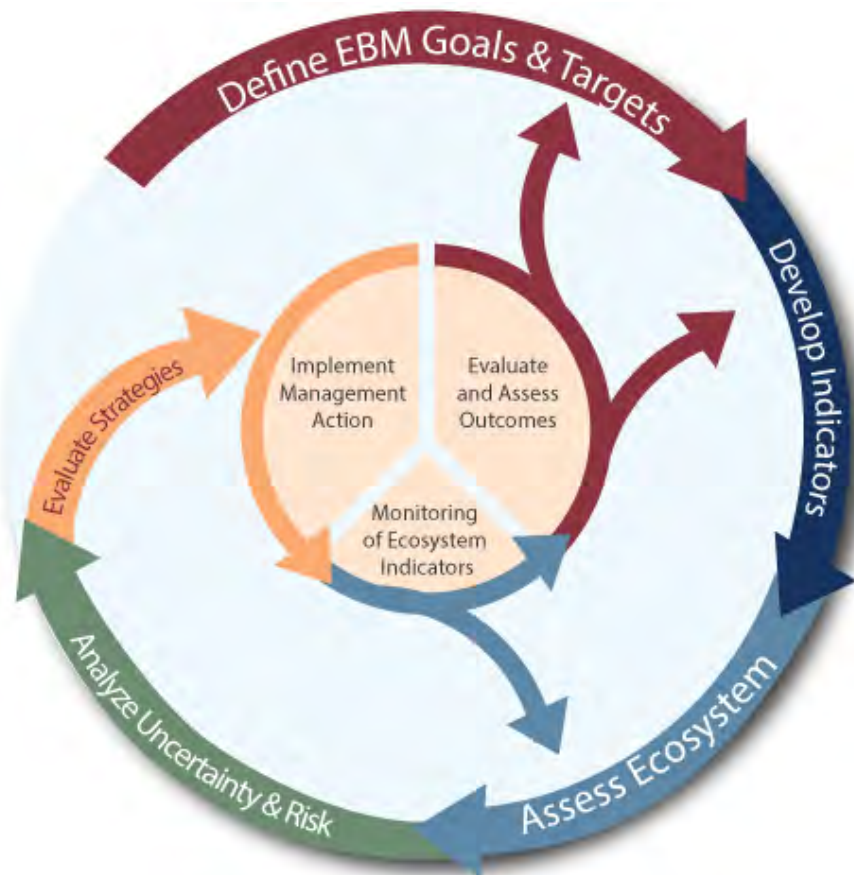 Define EBM Goals & Targets
Develop Indicators
Assess Ecosystem
Analyze Uncertainty & Risk
Evaluate Strategies
Implement
Management
Action
Evaluate
and Assess
Outcomes
Monitoring
of Ecosystem
Indicators